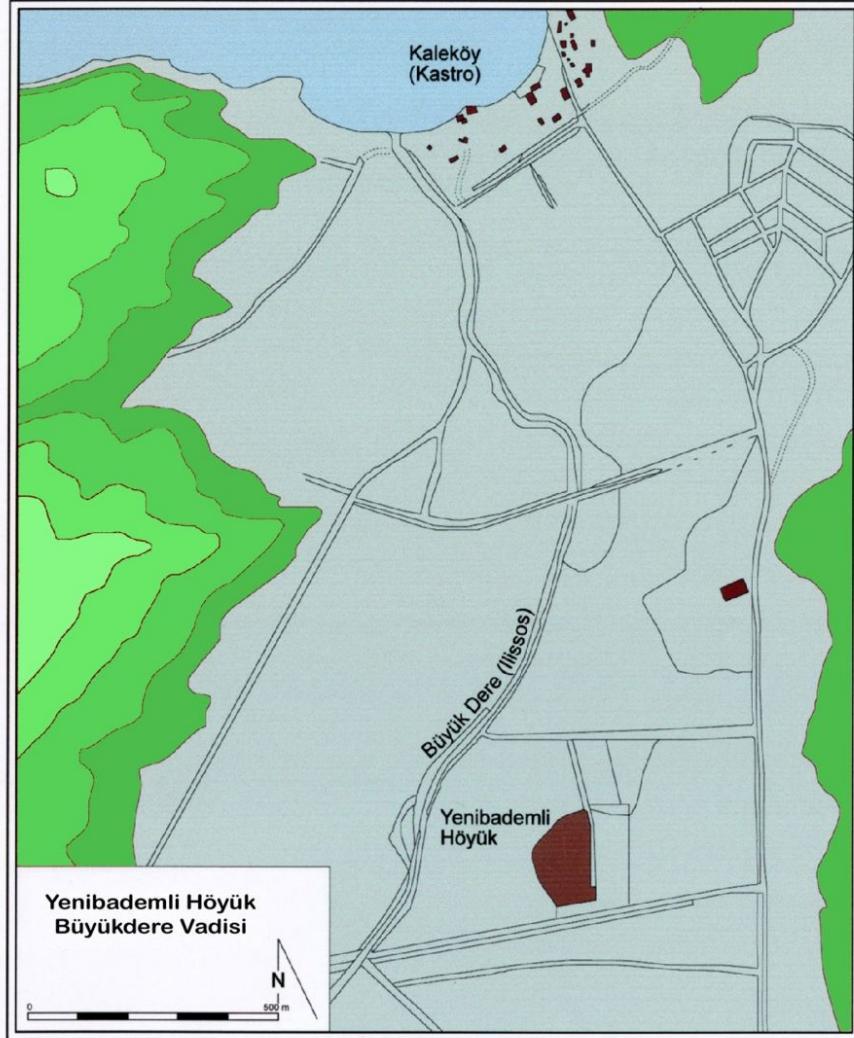 Kaleköy
(Kastro)
Büyük Dere (Ilissos)
Yenibademli
Höyük
Yenibademli Höyük
Büyükdere Vadisi
N
0
500 m